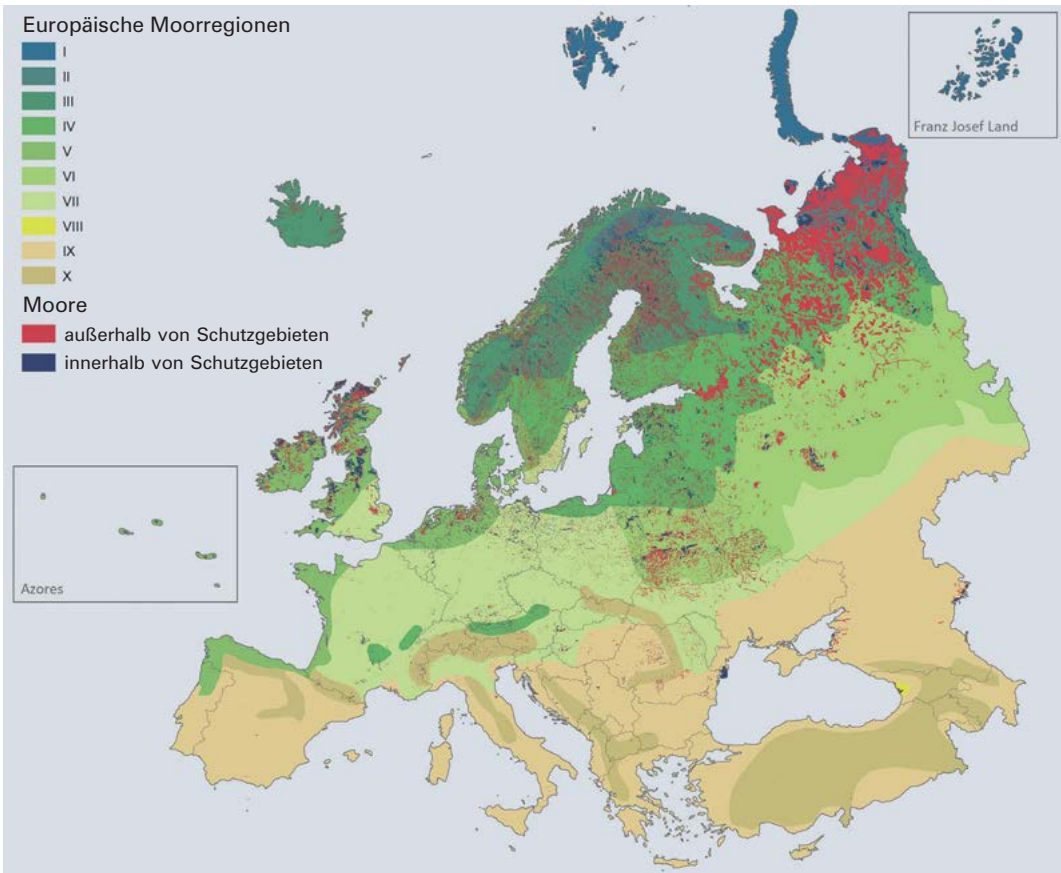 Europäische Moorregionen
I
II
III
IV
V
VI
VII
VIII
IX
X
Moore
außerhalb von Schutzgebieten
innerhalb von Schutzgebieten
Franz Josef Land
Azores